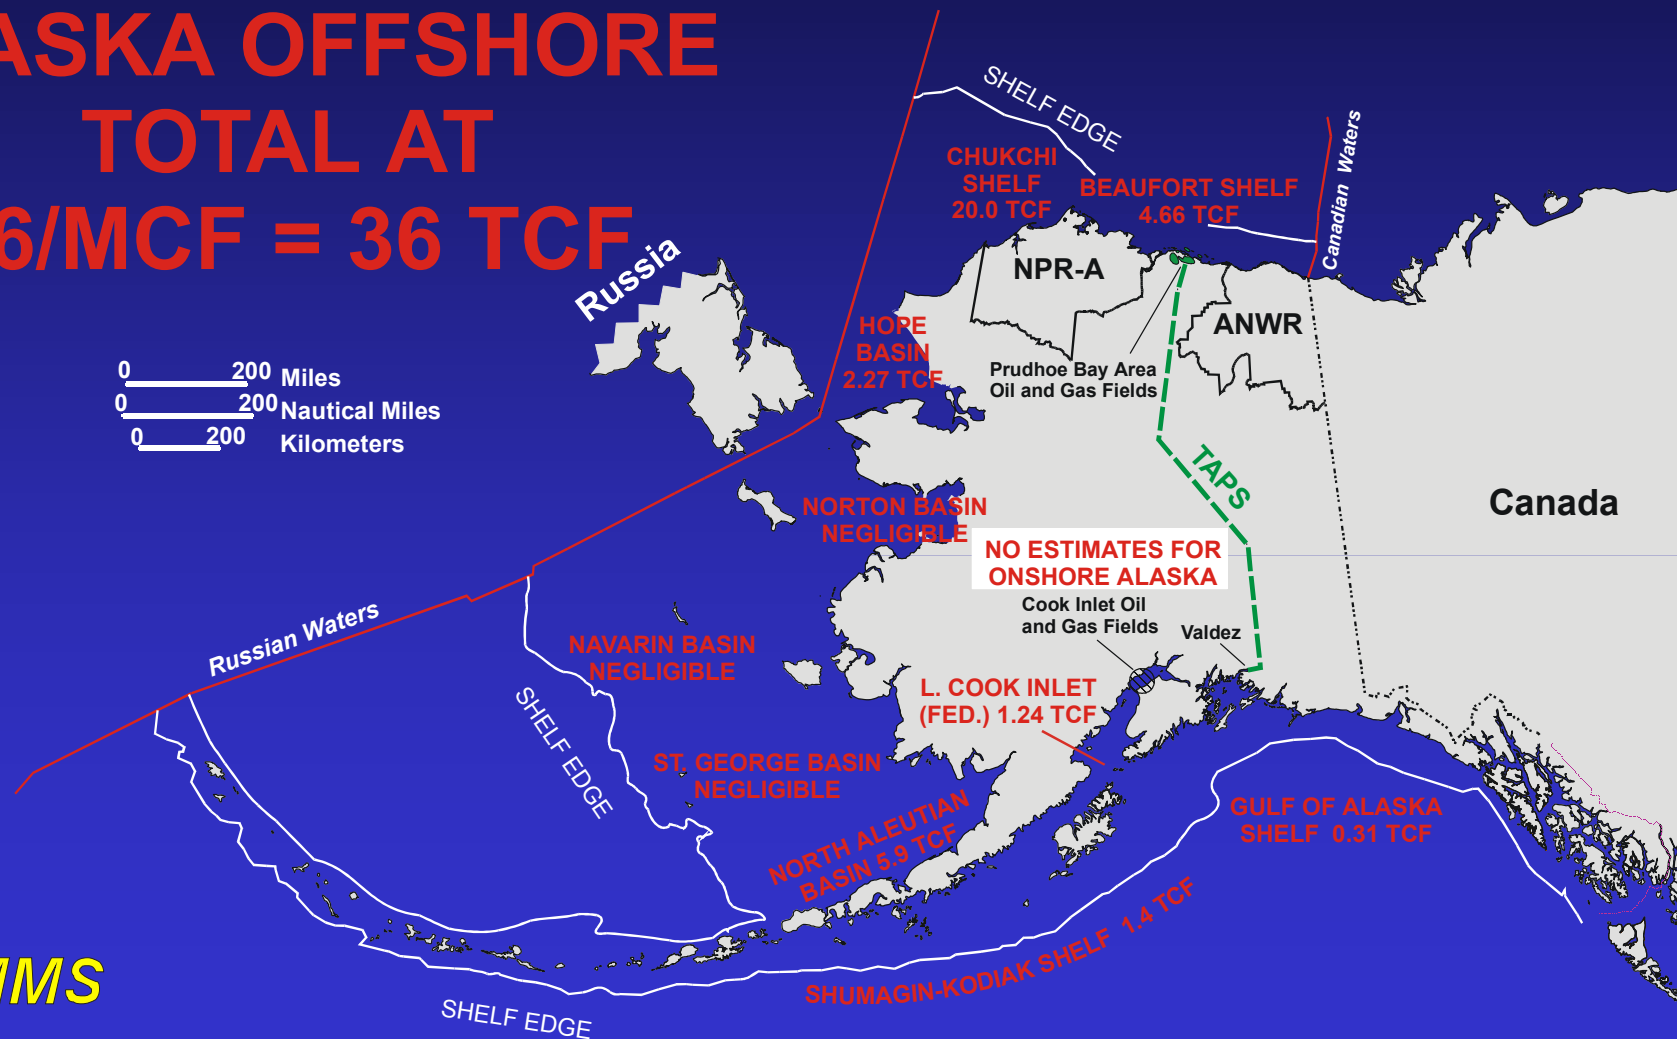 ASKA OFFSHORE
TOTAL AT
6/MCF = 36 TCF
SHELF EDGE
Canadian Waters
CHUKCHI
SHELF
20.0 TCF
BEAUFORT SHELF
4.66 TCF
Russia
NPR-A
ANWR
HOPE
BASIN
2.27 TCF
Prudhoe Bay Area
Oil and Gas Fields
0 200 Miles
0 200 Nautical Miles
0 200 Kilometers
TAPS
Canada
NORTON BASIN
NEGLIGIBLE
NO ESTIMATES FOR
ONSHORE ALASKA
Cook Inlet Oil
and Gas Fields
Valdez
Russian Waters
NAVARIN BASIN
NEGLIGIBLE
L. COOK INLET
(FED.) 1.24 TCF
SHELF EDGE
ST. GEORGE BASIN
NEGLIGIBLE
NORTH ALEUTIAN
BASIN 5.9 TCF
GULF OF ALASKA
SHELF 0.31 TCF
SHUMAGIN-KODIAK SHELF 1.4 TCF
MMS
SHELF EDGE